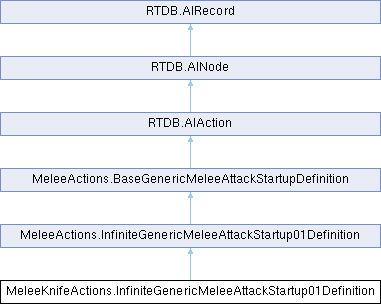 RTDB.AIRecord
RTDB.AINode
RTDB.AIAction
MeleeActions.BaseGenericMeleeAttackStartupDefinition
MeleeActions.InfiniteGenericMeleeAttackStartup01Definition
MeleeKnifeActions.InfiniteGenericMeleeAttackStartup01Definition